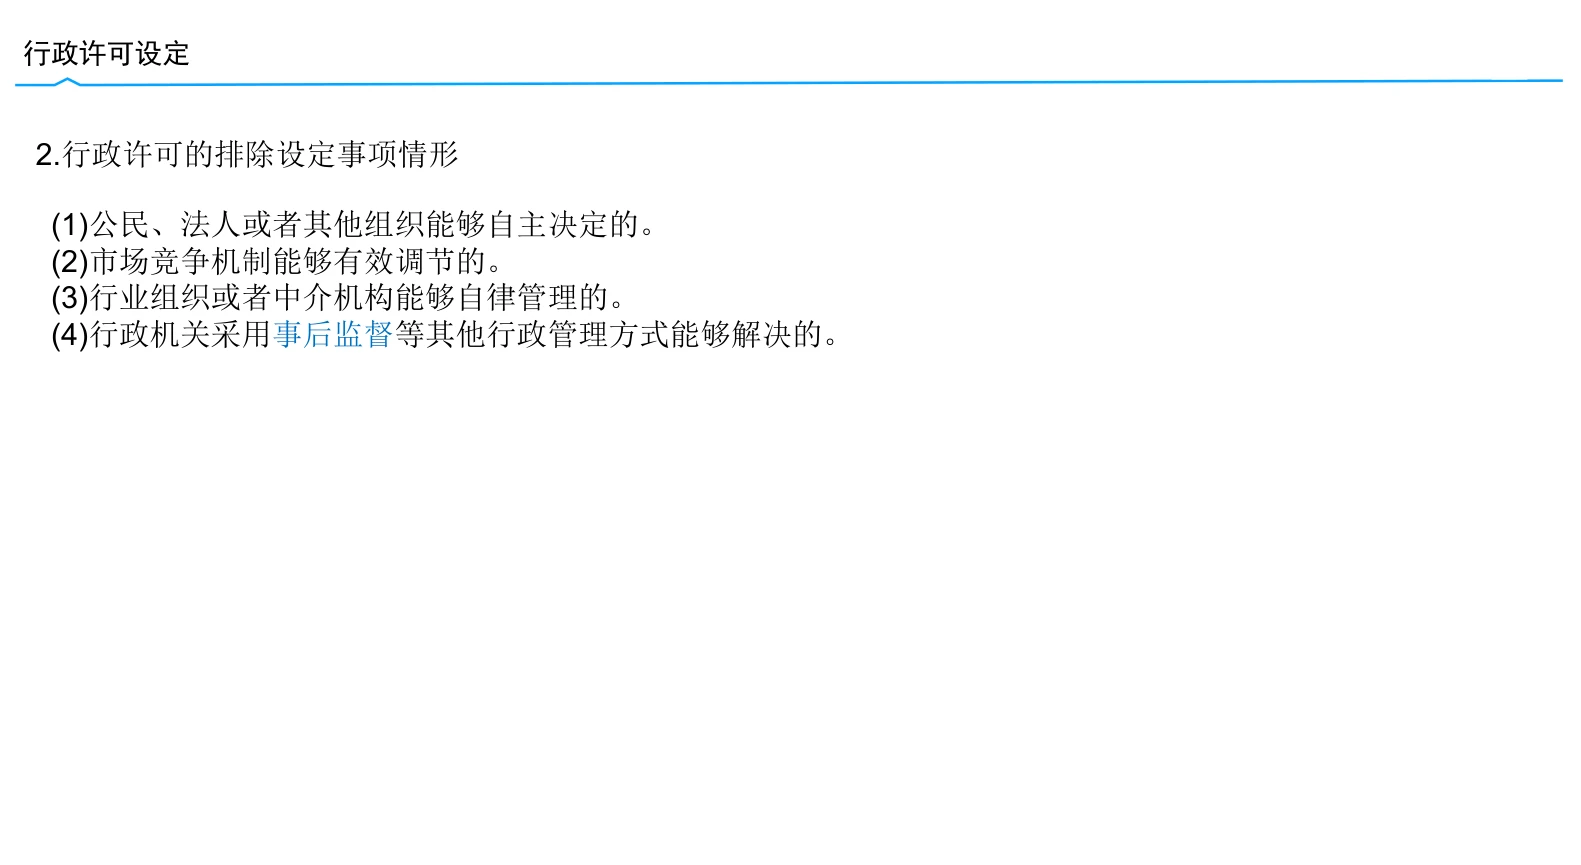 行政许可设定
2.行政许可的排除设定事项情形
(1)公民、法人或者其他组织能够自主决定的。
(2)市场竞争机制能够有效调节的。
(3)行业组织或者中介机构能够自律管理的。
(4)行政机关采用事后监督等其他行政管理方式能够解决的。